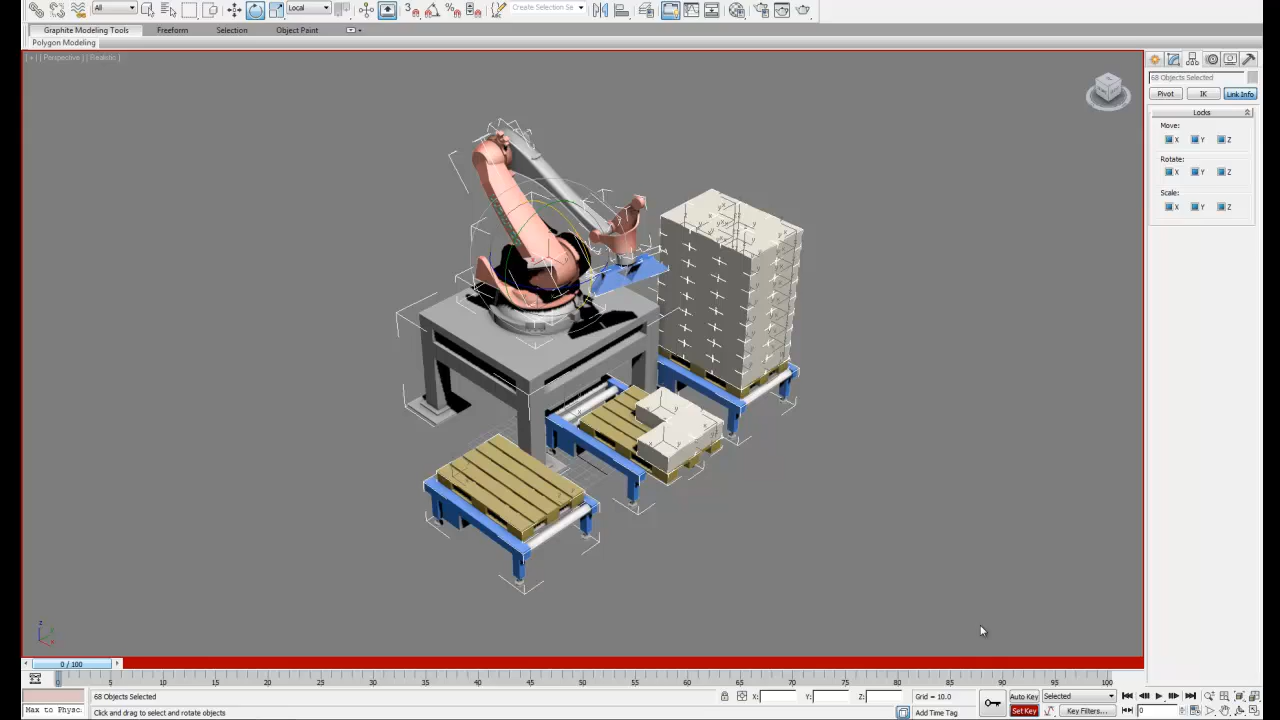 All
Local
3
%
Create Selection Se
Graphite Modeling Tools
Freeform
Selection
Object Paint
Polygon Modeling
[ + ] [ Perspective ] [ Realistic ]
68 Objects Selected
Pivot
IK
Link Info
Locks
Move:
X Y Z
Rotate:
X Y Z
Scale:
X Y Z
0 / 100
0 5 10 15 20 25 30 35 40 45 50 55 60 65 70 75 80 85 90 95 100
68 Objects Selected
X: Y: Z:
Grid = 10.0
Auto Key
Selected
Max to Physc
Click and drag to select and rotate objects
Add Time Tag
Set Key
Key Filters...
0